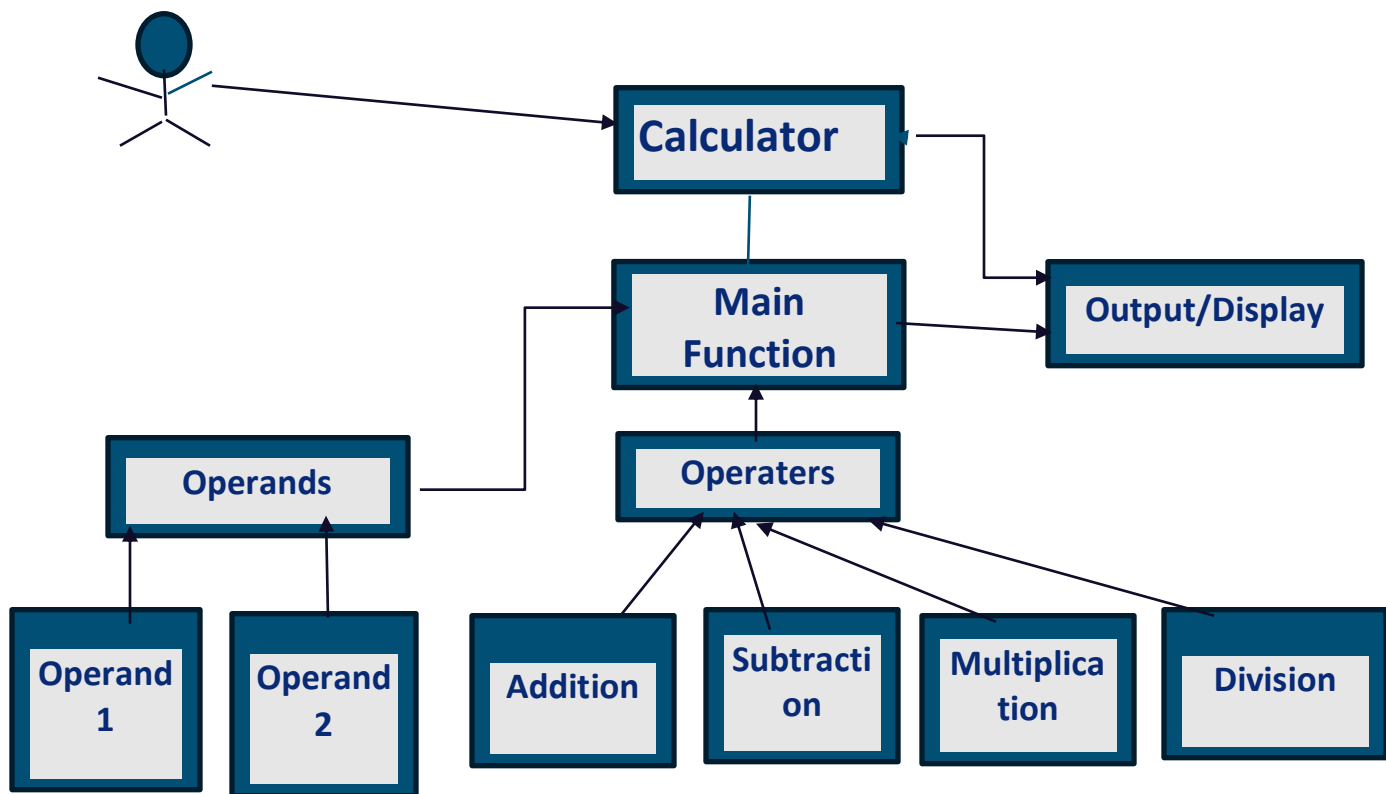 Calculator
Main
Function
Output/Display
Operands
Operaters
Operand
1
Operand
2
Addition
Subtracti
on
Multiplica
tion
Division